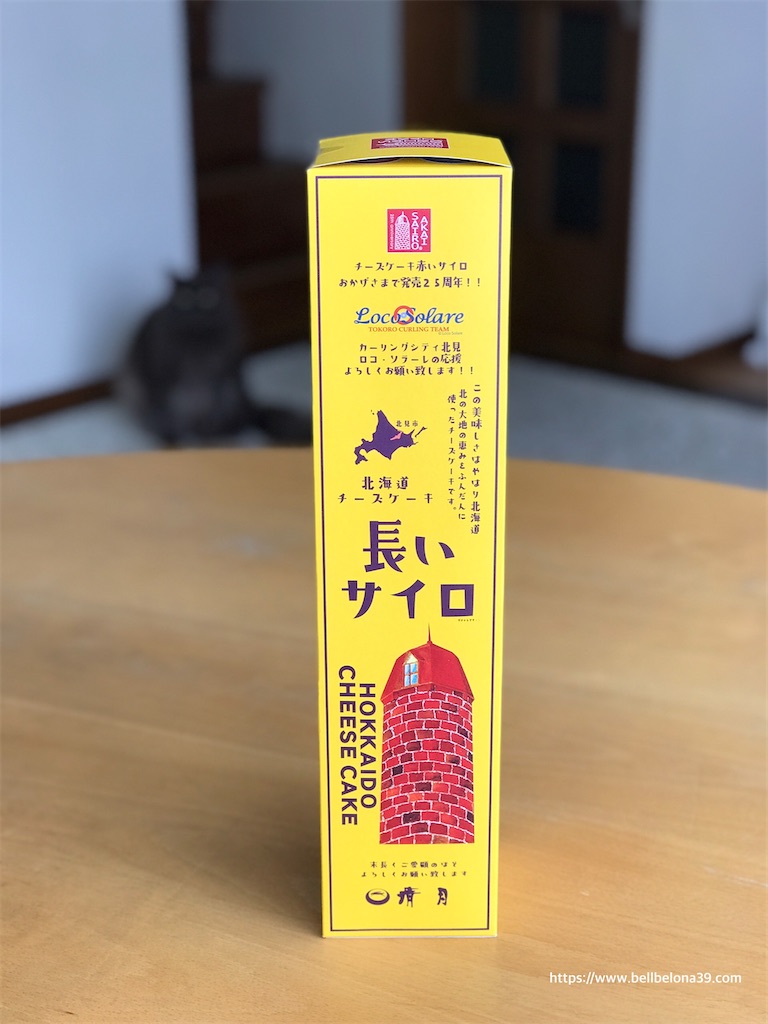 AKAI
SAIRO
チーズケーキ赤いサイロ
おかげさまで発売25周年！！
LocoSolare
TOKORO CURLING TEAM
カーリングシティ北見
ロコ・ソラーレの応援
よろしくお願い致します！！
この美味しさはやはり北海道
北の大地の恵みをふんだんに
使ったチーズケーキです。
北見市
北海道
チーズケーキ
長い
サイロ
HOKKAIDO
CHEESE CAKE
末長くご愛顧のほど
よろしくお願い致します
清月
https://www.bellbelona39.com